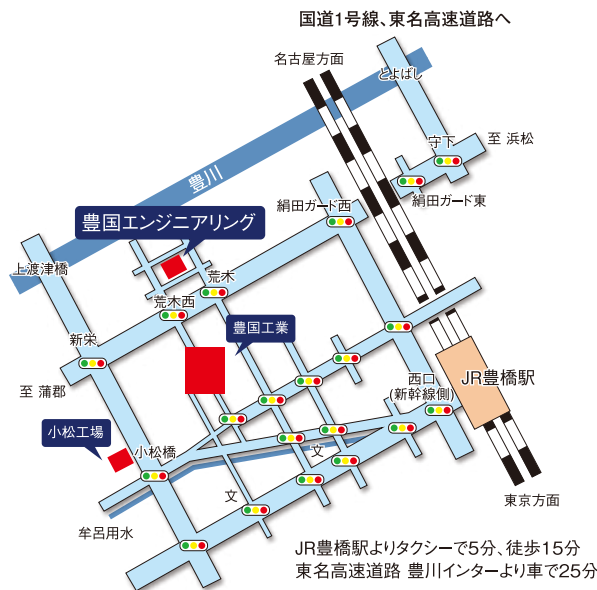 国道1号線、東名高速道路へ
名古屋方面
とよばし
守下
至 浜松
豊川
絹田ガード西
絹田ガード東
豊国エンジニアリング
上渡津橋
荒木
荒木西
豊国工業
新栄
至 蒲郡
西口
(新幹線側)
JR豊橋駅
小松工場
小松橋
文
文
東京方面
牟呂用水
JR豊橋駅よりタクシーで5分、徒歩15分
東名高速道路 豊川インターより車で25分